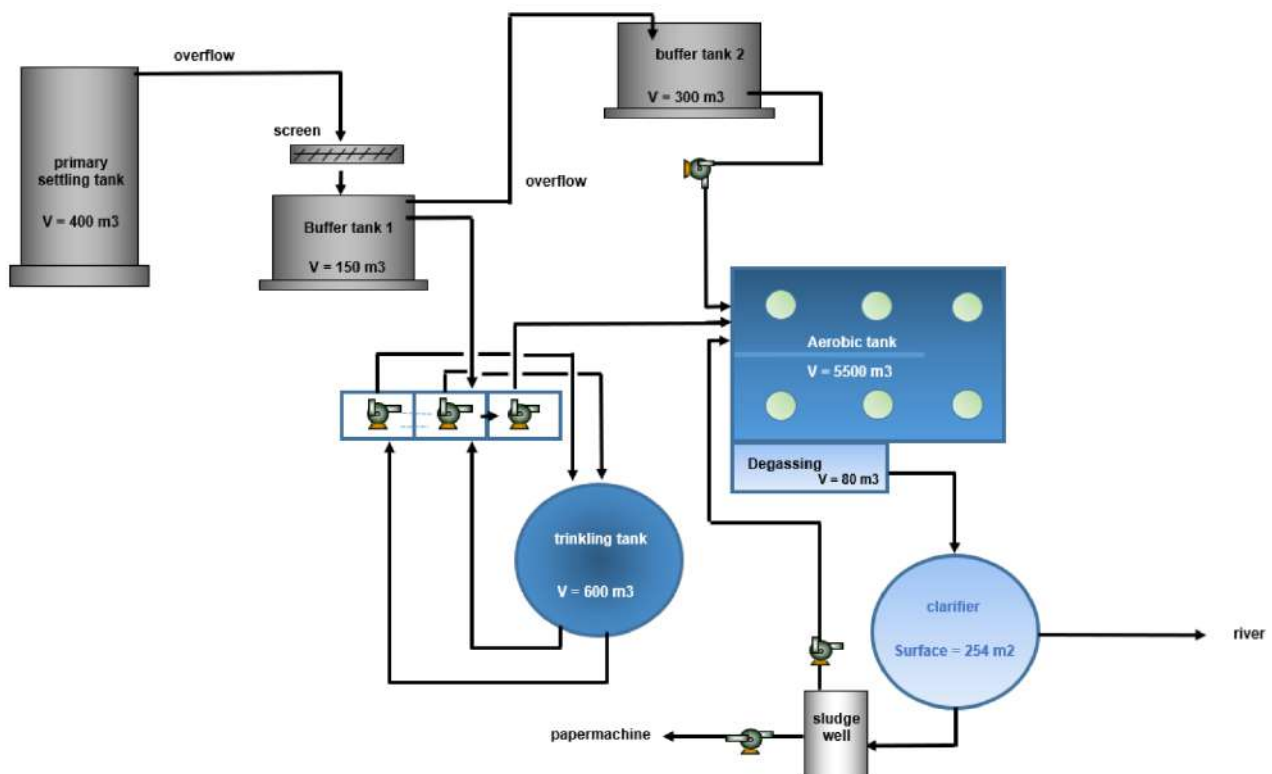 overflow
buffer tank 2
V = 300 m3
screen
primary
settling tank
V = 400 m3
overflow
Buffer tank 1
V = 150 m3
Aerobic tank
V = 5500 m3
Degassing
V = 80 m3
trinkling tank
V = 600 m3
clarifier
Surface = 254 m2
river
sludge
well
papermachine